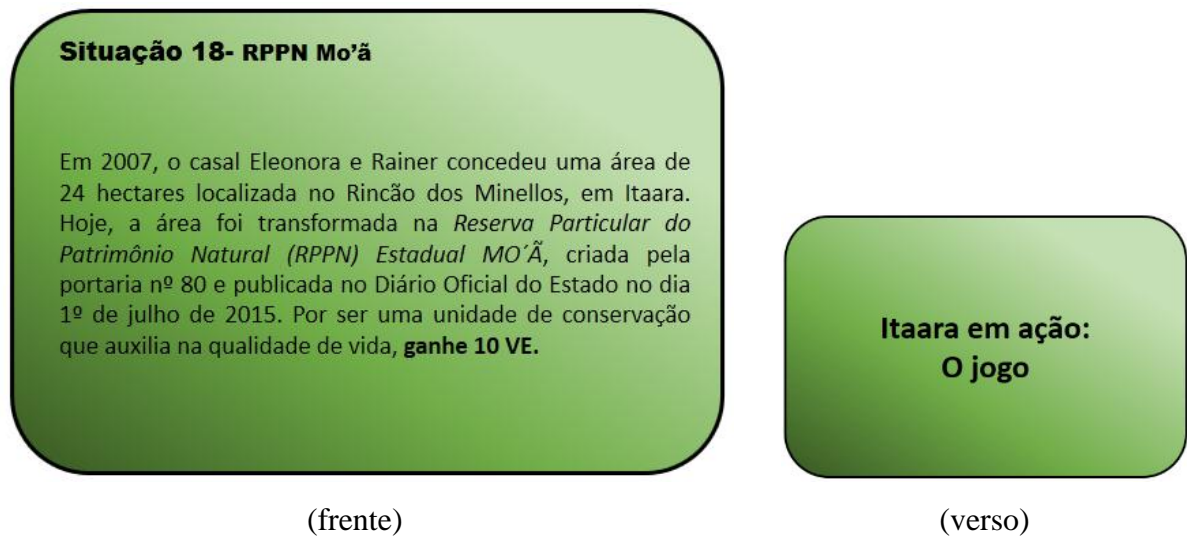 Situação 18- RPPN Mo’ã
Em 2007, o casal Eleonora e Rainer concedeu uma área de
24 hectares localizada no Rincão dos Minellos, em Itaara.
Hoje, a área foi transformada na Reserva Particular do
Patrimônio Natural (RPPN) Estadual MO´Ã, criada pela
portaria nº 80 e publicada no Diário Oficial do Estado no dia
1º de julho de 2015. Por ser uma unidade de conservação
que auxilia na qualidade de vida, ganhe 10 VE.
Itaara em ação:
O jogo
(frente)
(verso)